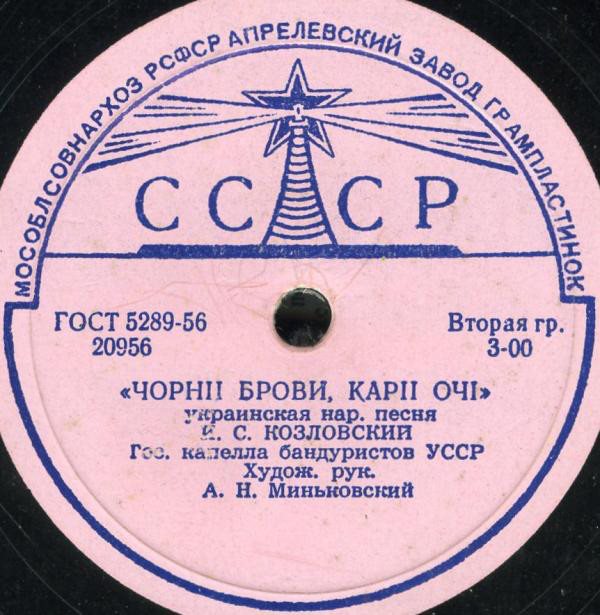 МОСОБЛСОВНАРХОЗ РСФСР АПРЕЛЕВСКИЙ ЗАВОД ГРАМПЛАСТИНОК
СССР
ГОСТ 5289-56
20956
Вторая гр.
3-00
«ЧОРНІІ БРОВИ, КАРІІ ОЧІ»
украинская нар. песня
И. С. КОЗЛОВСКИЙ
Гос. капелла бандуристов УССР
Худож. рук.
А. Н. Миньковский